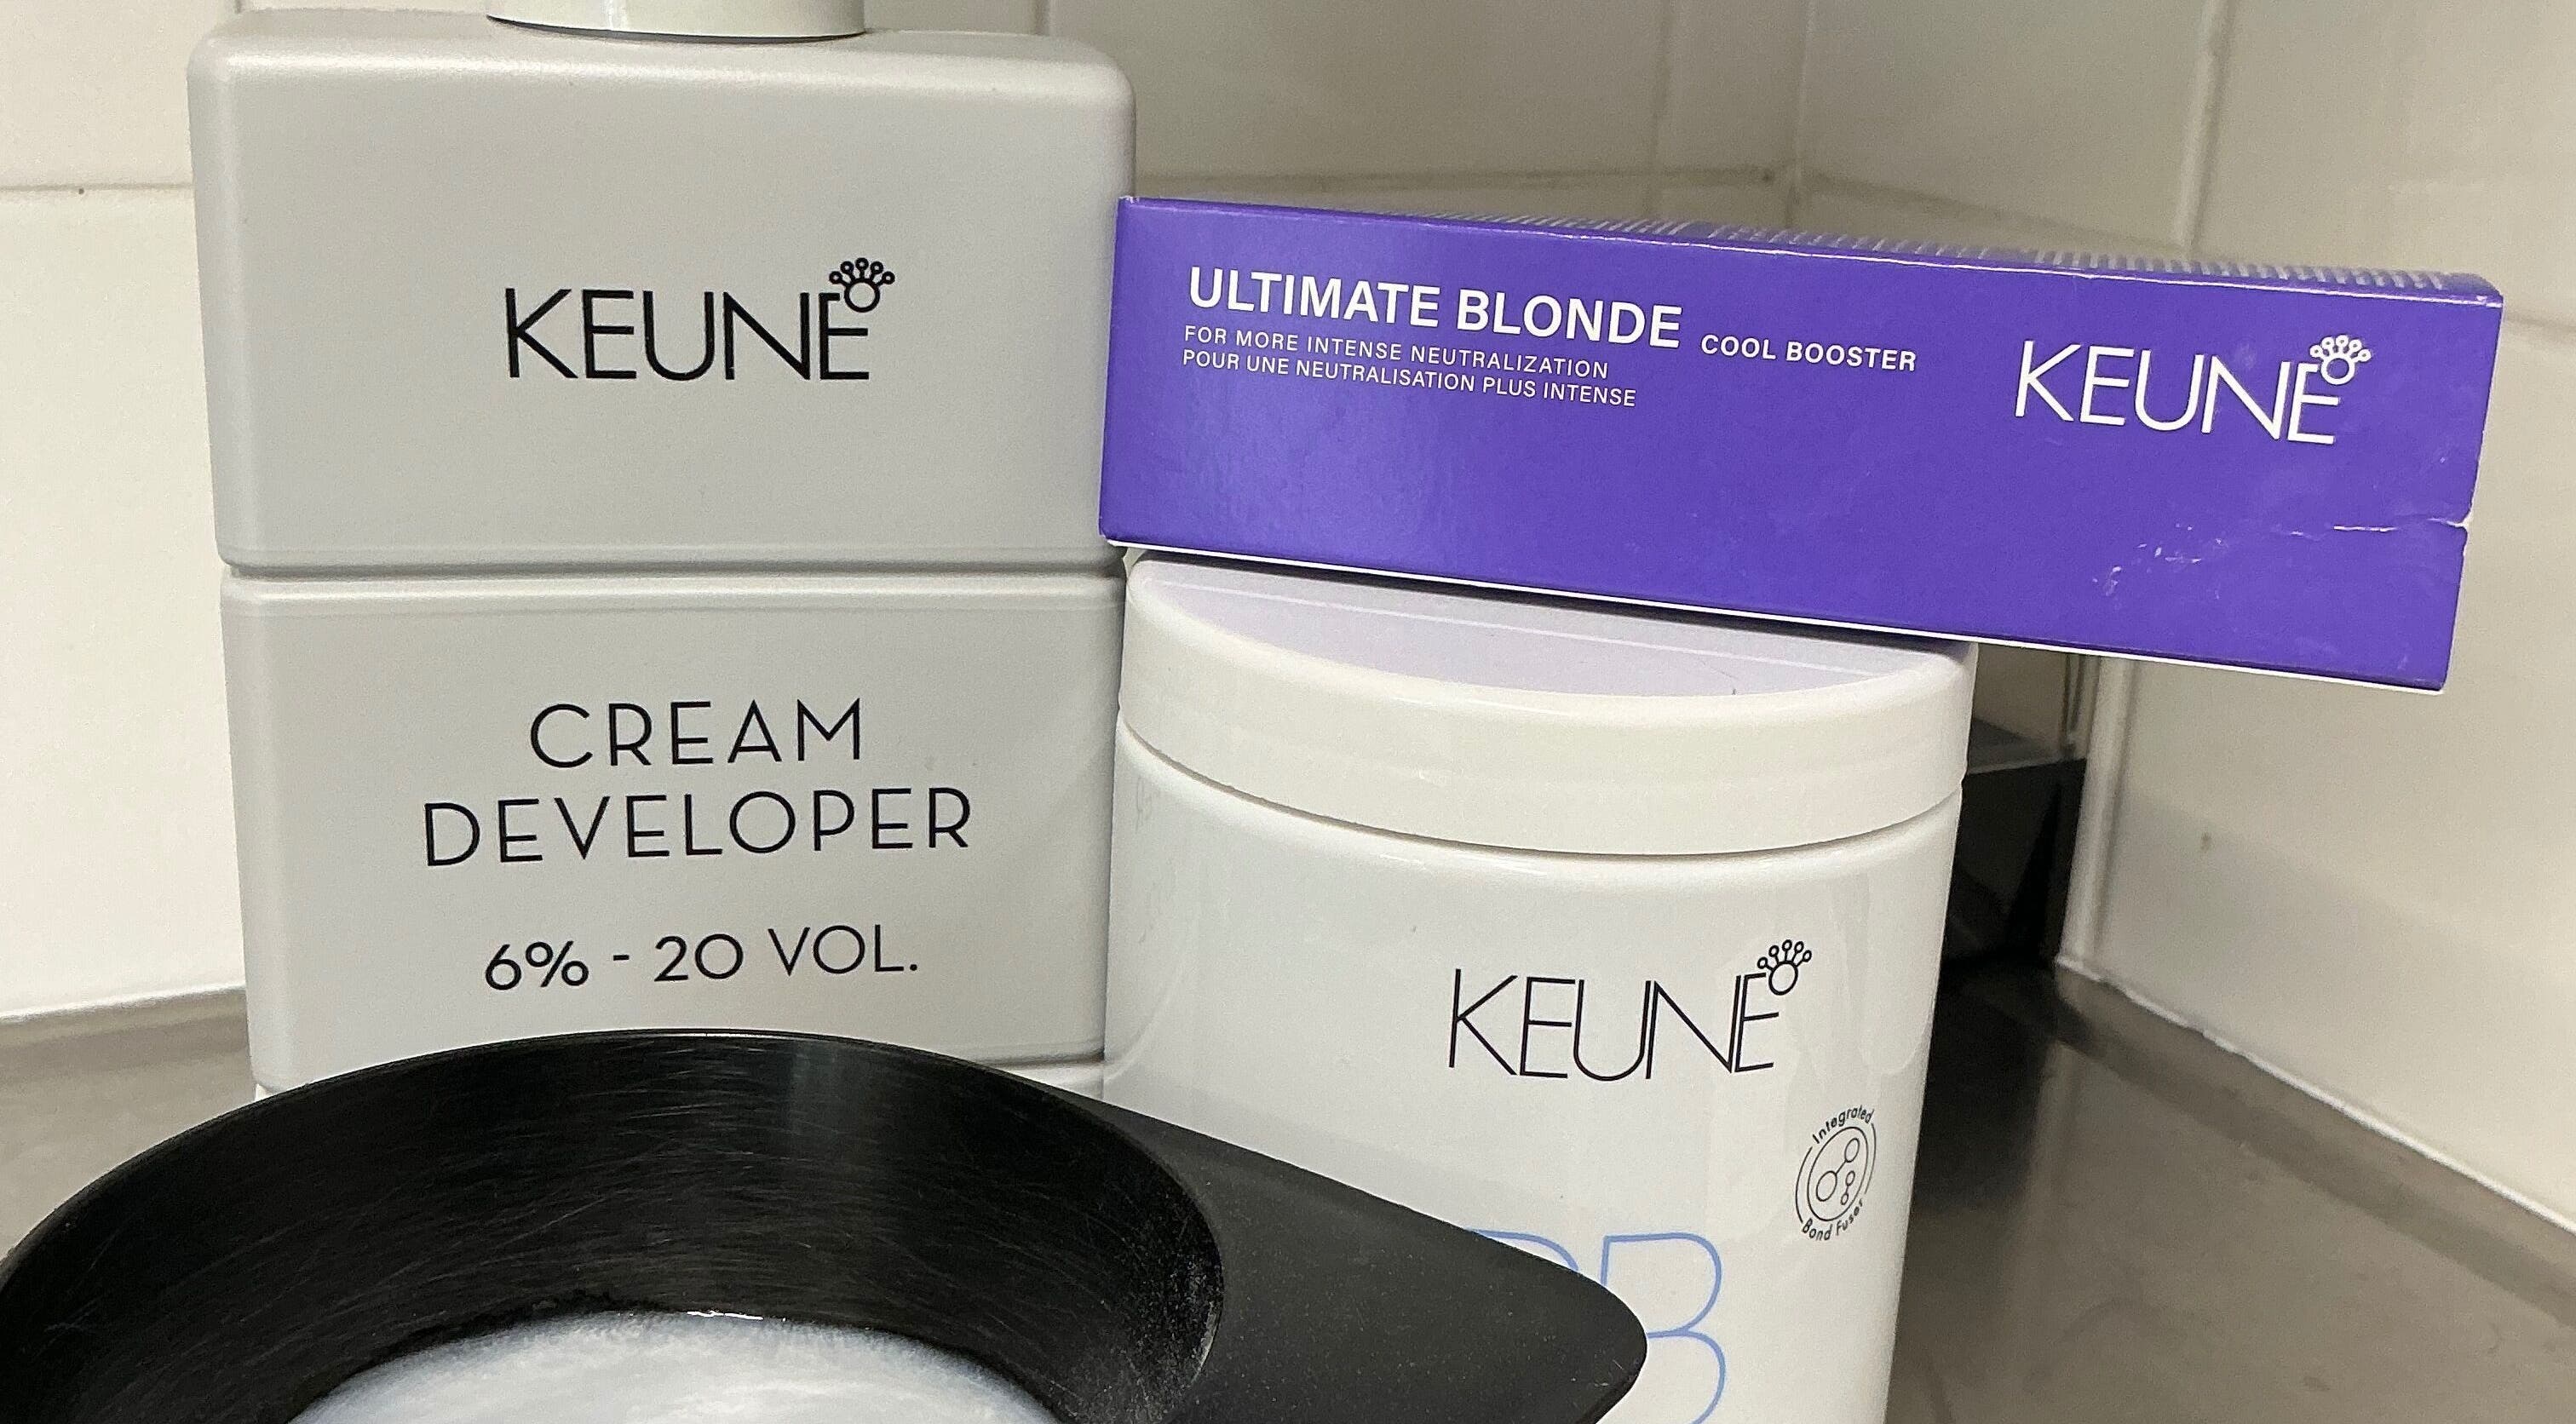 KEUNE
CREAM
DEVELOPER
6% - 20 VOL.
ULTIMATE BLONDE COOL BOOSTER
FOR MORE INTENSE NEUTRALIZATION
POUR UNE NEUTRALISATION PLUS INTENSE
KEUNE
KEUNE
Integrated
Bond Fuser